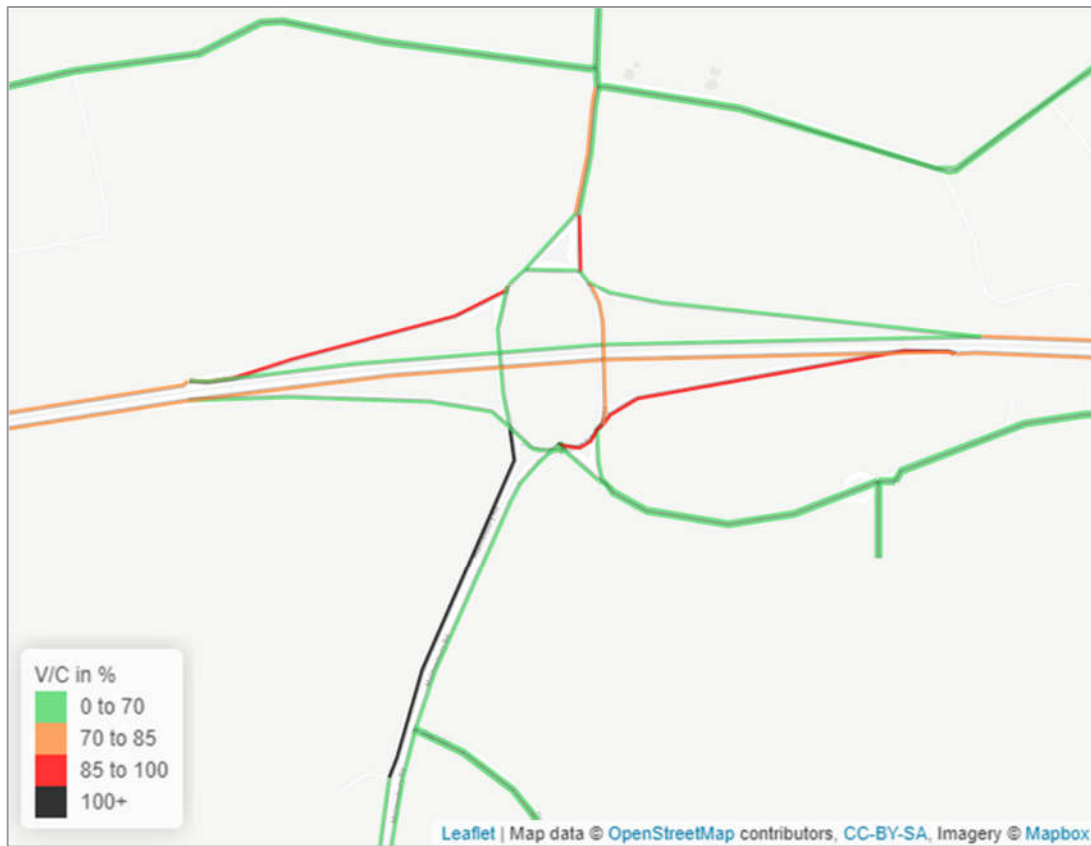 V/C in %
0 to 70
70 to 85
85 to 100
100+
Leaflet | Map data © OpenStreetMap contributors, CC-BY-SA, Imagery © Mapbox